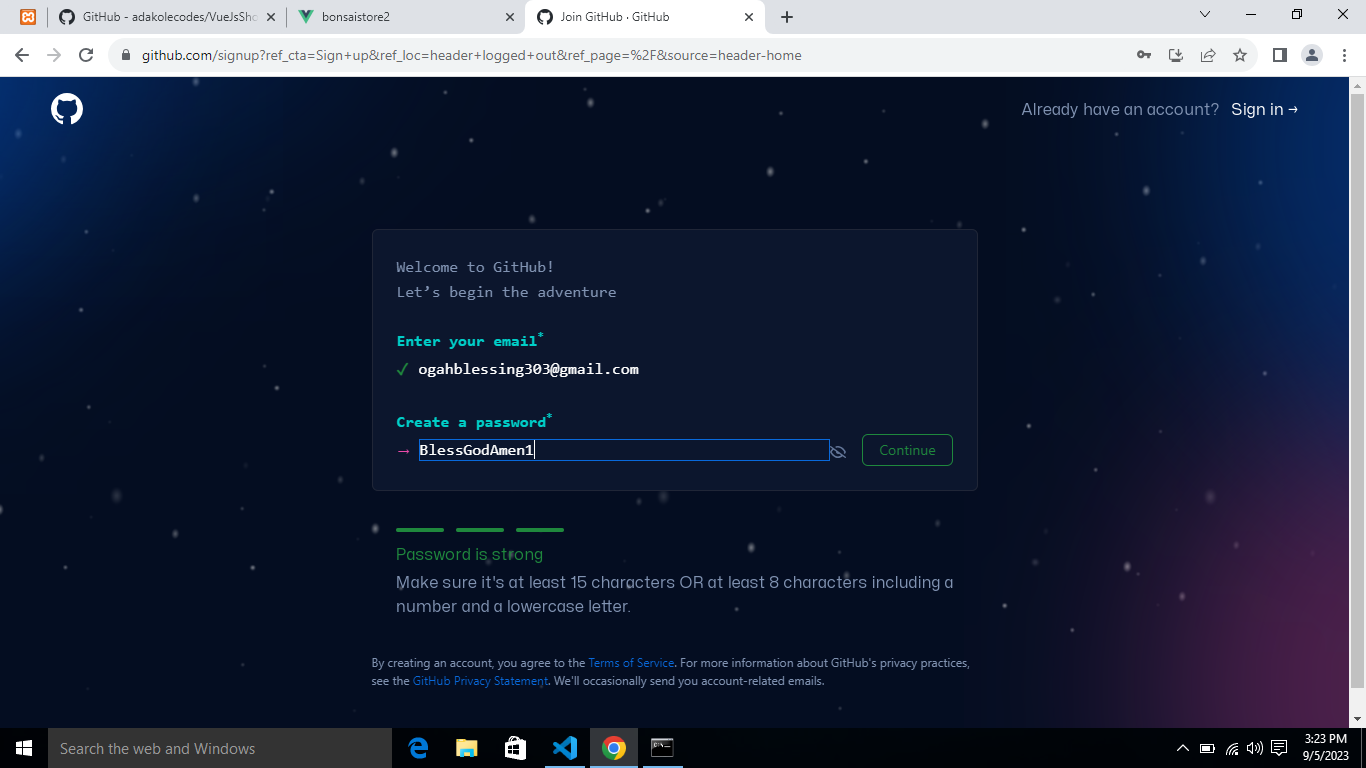 GitHub - adakolecodes/VueJsSho
bonsaistore2
Join GitHub · GitHub
github.com/signup?ref_cta=Sign+up&ref_loc=header+logged+out&ref_page=%2F&source=header-home
Already have an account? Sign in →
Welcome to GitHub!
Let’s begin the adventure
Enter your email*
✓ ogahblessing303@gmail.com
Create a password*
→ BlessGodAmen1
Continue
Password is strong
Make sure it's at least 15 characters OR at least 8 characters including a
number and a lowercase letter.
By creating an account, you agree to the Terms of Service. For more information about GitHub's privacy practices,
see the GitHub Privacy Statement. We'll occasionally send you account-related emails.
Search the web and Windows
3:23 PM
9/5/2023